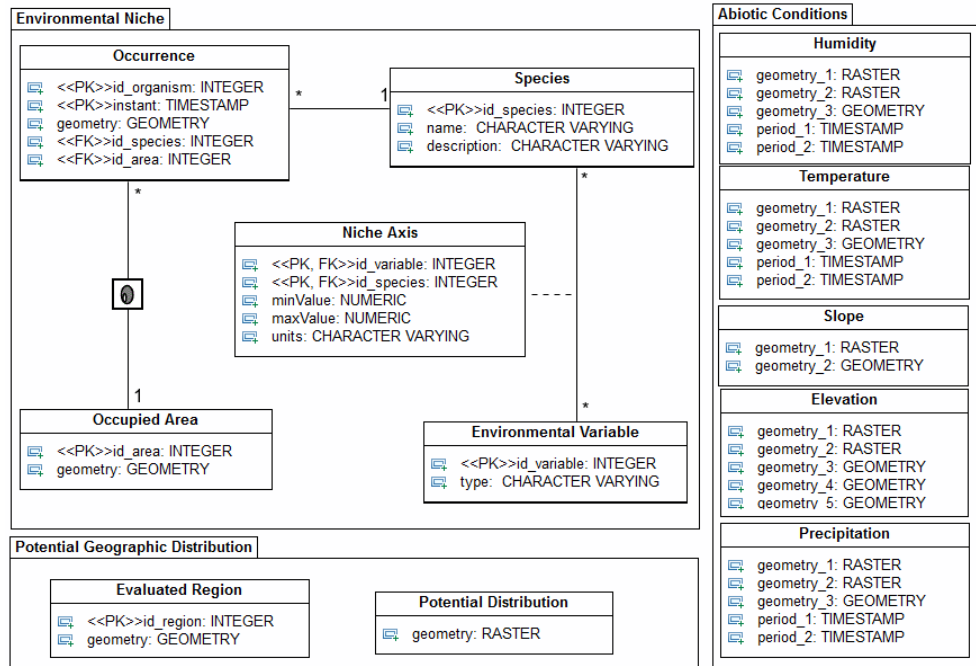 Environmental Niche
Occurrence
<<PK>>id_organism: INTEGER
<<PK>>instant: TIMESTAMP
geometry: GEOMETRY
<<FK>>id_species: INTEGER
<<FK>>id_area: INTEGER
*
1
Species
<<PK>>id_species: INTEGER
name: CHARACTER VARYING
description: CHARACTER VARYING
*
*
Niche Axis
<<PK, FK>>id_variable: INTEGER
<<PK, FK>>id_species: INTEGER
minValue: NUMERIC
maxValue: NUMERIC
units: CHARACTER VARYING
1
*
Occupied Area
<<PK>>id_area: INTEGER
geometry: GEOMETRY
Environmental Variable
<<PK>>id_variable: INTEGER
type: CHARACTER VARYING
Potential Geographic Distribution
Evaluated Region
<<PK>>id_region: INTEGER
geometry: GEOMETRY
Potential Distribution
geometry: RASTER
Abiotic Conditions
Humidity
geometry_1: RASTER
geometry_2: RASTER
geometry_3: GEOMETRY
period_1: TIMESTAMP
period_2: TIMESTAMP
Temperature
geometry_1: RASTER
geometry_2: RASTER
geometry_3: GEOMETRY
period_1: TIMESTAMP
period_2: TIMESTAMP
Slope
geometry_1: RASTER
geometry_2: GEOMETRY
Elevation
geometry_1: RASTER
geometry_2: RASTER
geometry_3: GEOMETRY
geometry_4: GEOMETRY
geometry_5: GEOMETRY
Precipitation
geometry_1: RASTER
geometry_2: RASTER
geometry_3: GEOMETRY
period_1: TIMESTAMP
period_2: TIMESTAMP